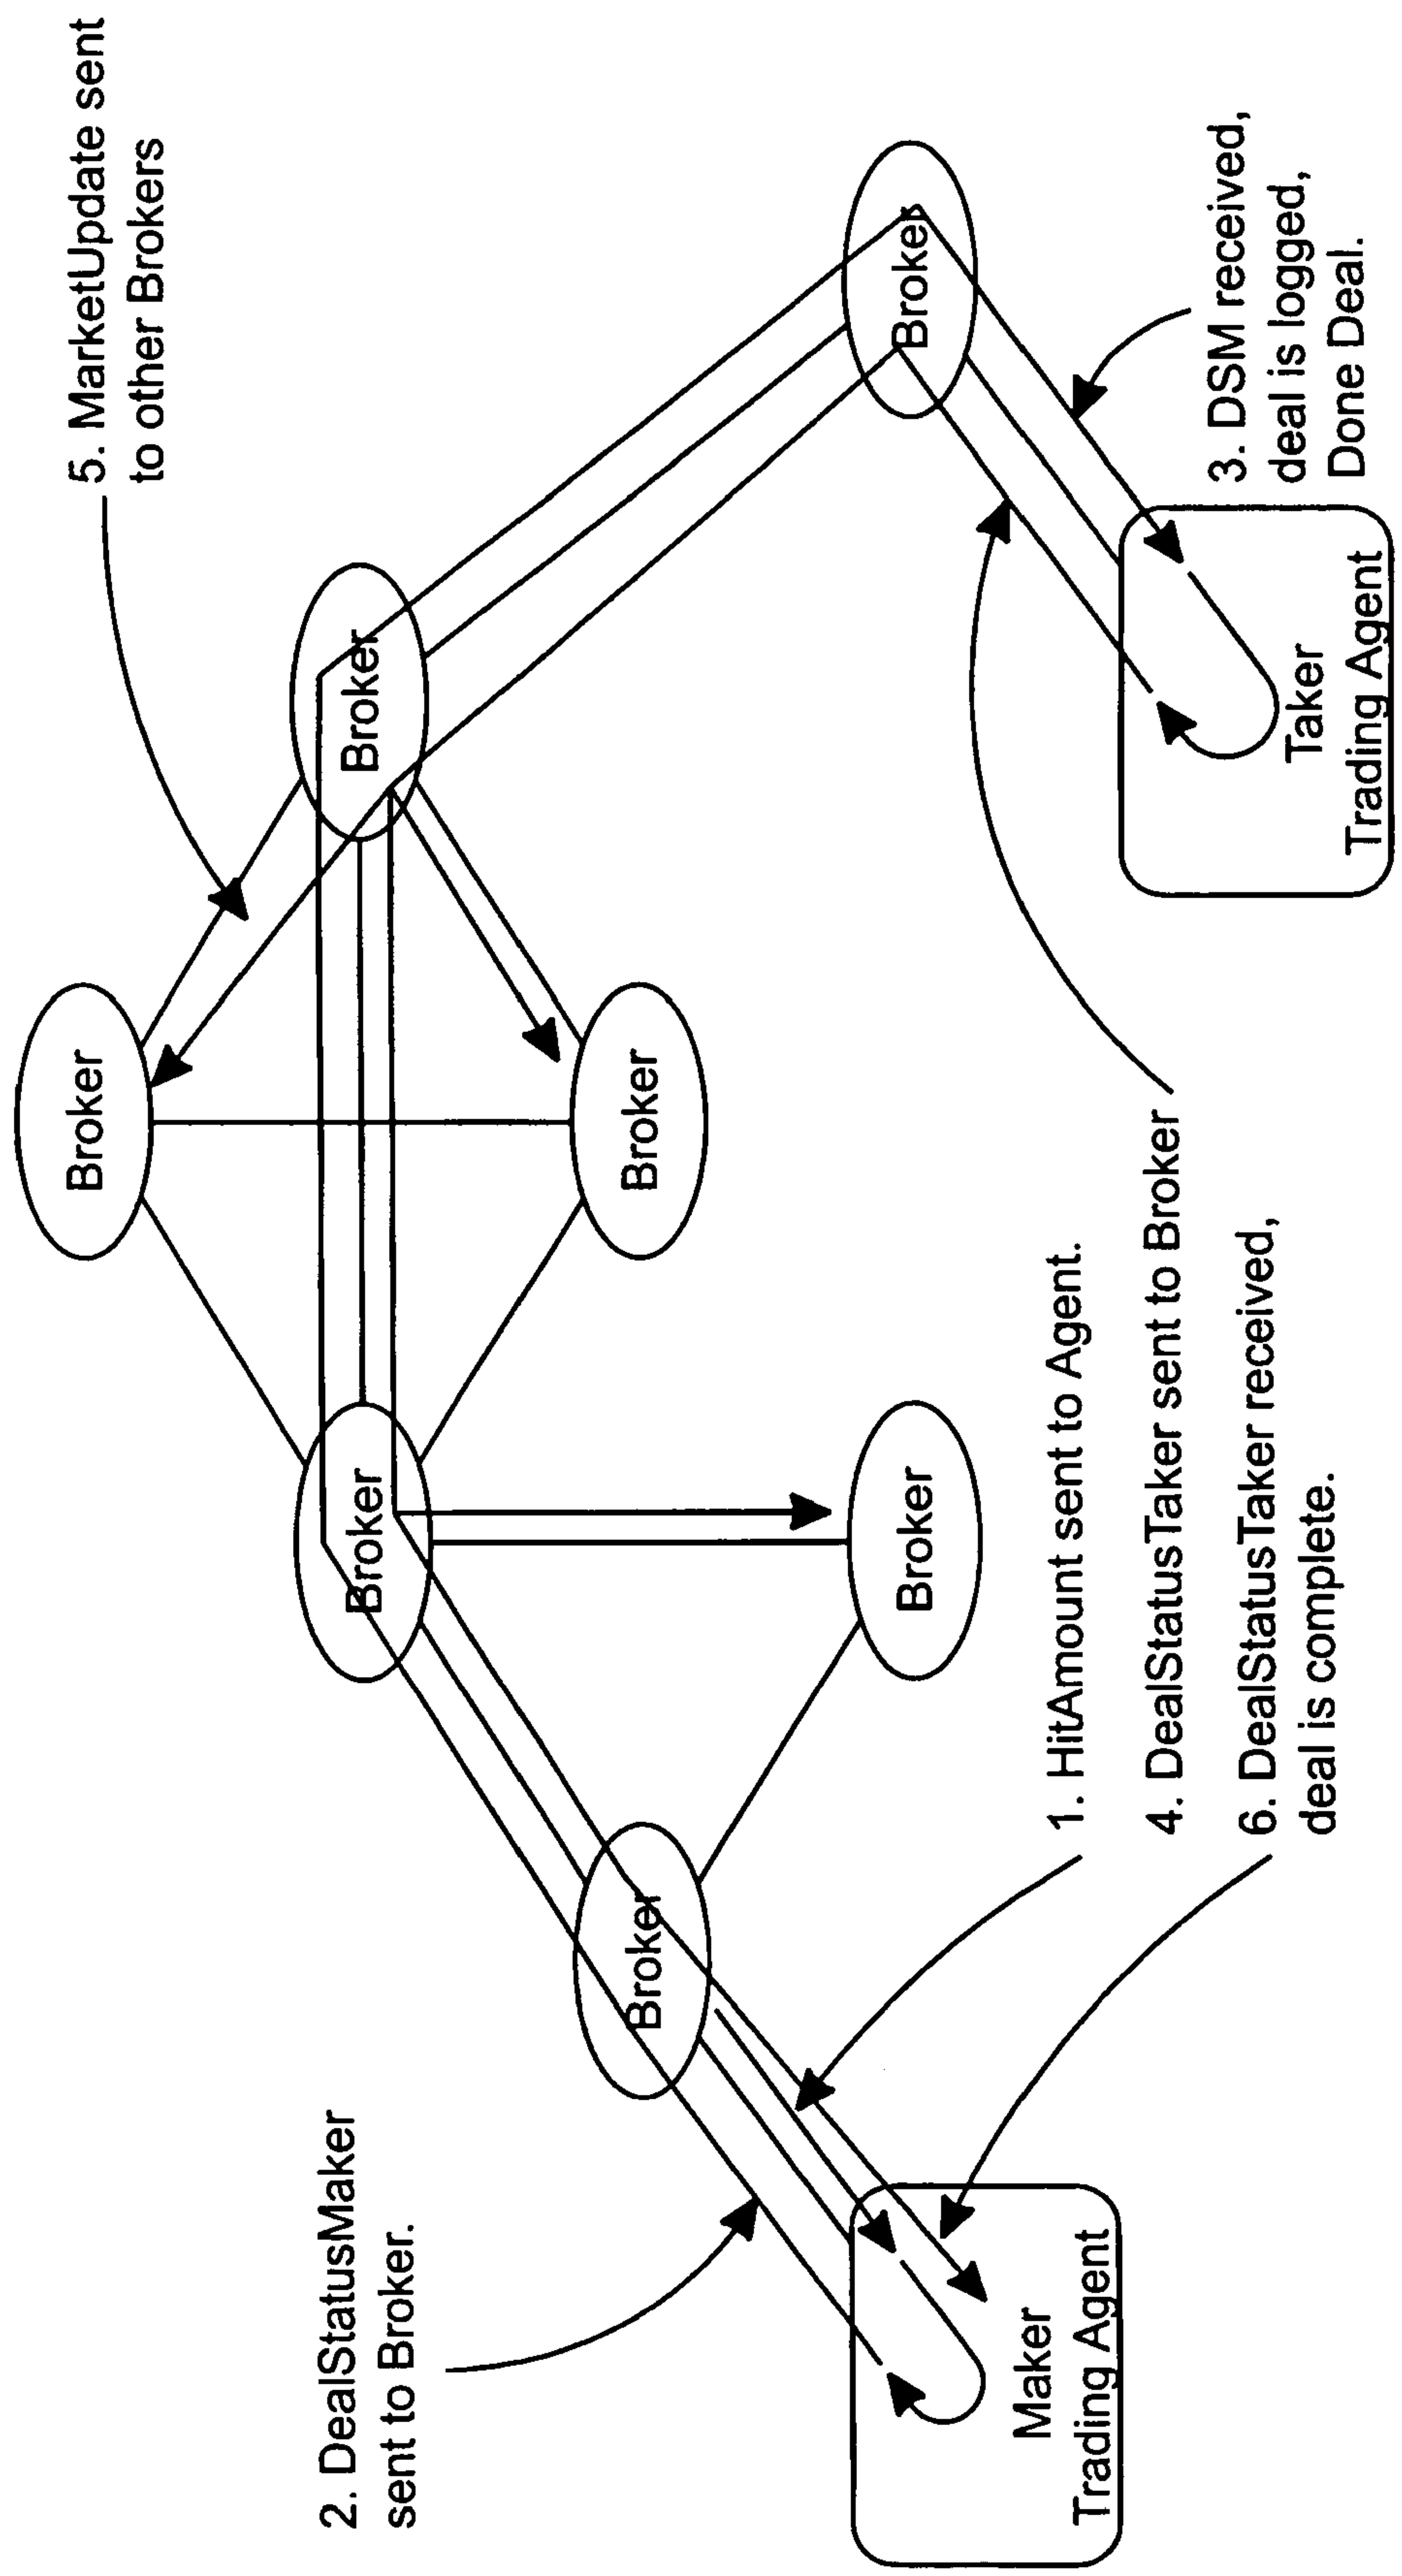 5. MarketUpdate sent
to other Brokers
2. DealStatusMaker
sent to Broker.
Broker
Broker
Broker
Broker
Broker
Broker
Broker
Maker
Trading Agent
Taker
Trading Agent
3. DSM received,
deal is logged,
Done Deal.
1. HitAmount sent to Agent.
4. DealStatusTaker sent to Broker
6. DealStatusTaker received,
deal is complete.